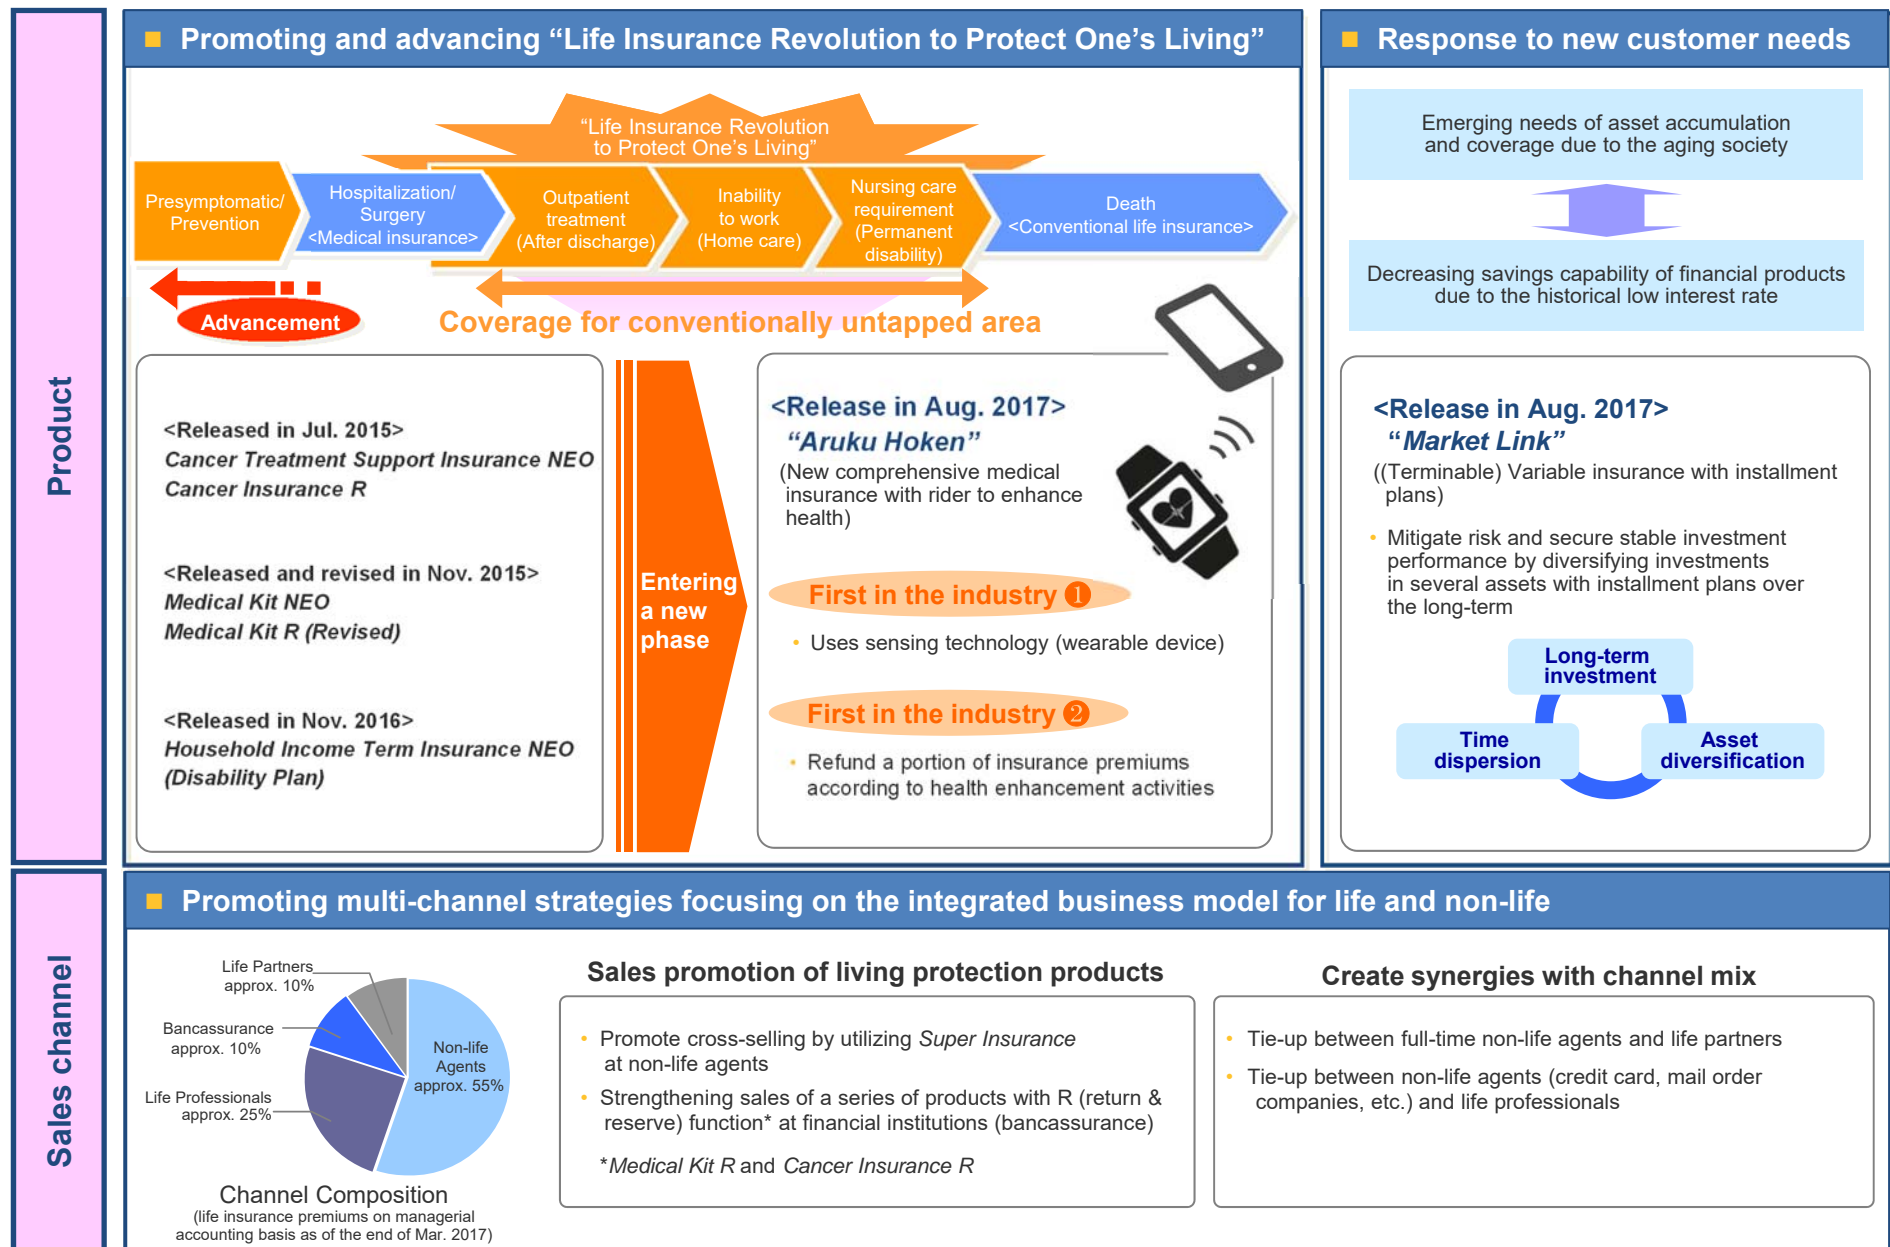 Product
■ Promoting and advancing “Life Insurance Revolution to Protect One’s Living”
“Life Insurance Revolution
to Protect One’s Living”
Presymptomatic/
Prevention
Hospitalization/
Surgery
<Medical insurance>
Outpatient
treatment
(After discharge)
Inability
to work
(Home care)
Nursing care
requirement
(Permanent
disability)
Death
<Conventional life insurance>
Advancement
Coverage for conventionally untapped area
<Released in Jul. 2015>
Cancer Treatment Support Insurance NEO
Cancer Insurance R
<Released and revised in Nov. 2015>
Medical Kit NEO
Medical Kit R (Revised)
<Released in Nov. 2016>
Household Income Term Insurance NEO
(Disability Plan)
Entering
a new
phase
<Release in Aug. 2017>
“Aruku Hoken”
(New comprehensive medical
insurance with rider to enhance
health)
First in the industry ❶
• Uses sensing technology (wearable device)
First in the industry ❷
• Refund a portion of insurance premiums
according to health enhancement activities
■ Response to new customer needs
Emerging needs of asset accumulation
and coverage due to the aging society
Decreasing savings capability of financial products
due to the historical low interest rate
<Release in Aug. 2017>
“Market Link”
((Terminable) Variable insurance with installment
plans)
• Mitigate risk and secure stable investment
performance by diversifying investments
in several assets with installment plans over
the long-term
Long-term
investment
Time
dispersion
Asset
diversification
Sales channel
■ Promoting multi-channel strategies focusing on the integrated business model for life and non-life
Life Partners
approx. 10%
Bancassurance
approx. 10%
Life Professionals
approx. 25%
Non-life
Agents
approx. 55%
Channel Composition
(life insurance premiums on managerial
accounting basis as of the end of Mar. 2017)
Sales promotion of living protection products
• Promote cross-selling by utilizing Super Insurance
at non-life agents
• Strengthening sales of a series of products with R (return &
reserve) function* at financial institutions (bancassurance)
*Medical Kit R and Cancer Insurance R
Create synergies with channel mix
• Tie-up between full-time non-life agents and life partners
• Tie-up between non-life agents (credit card, mail order
companies, etc.) and life professionals